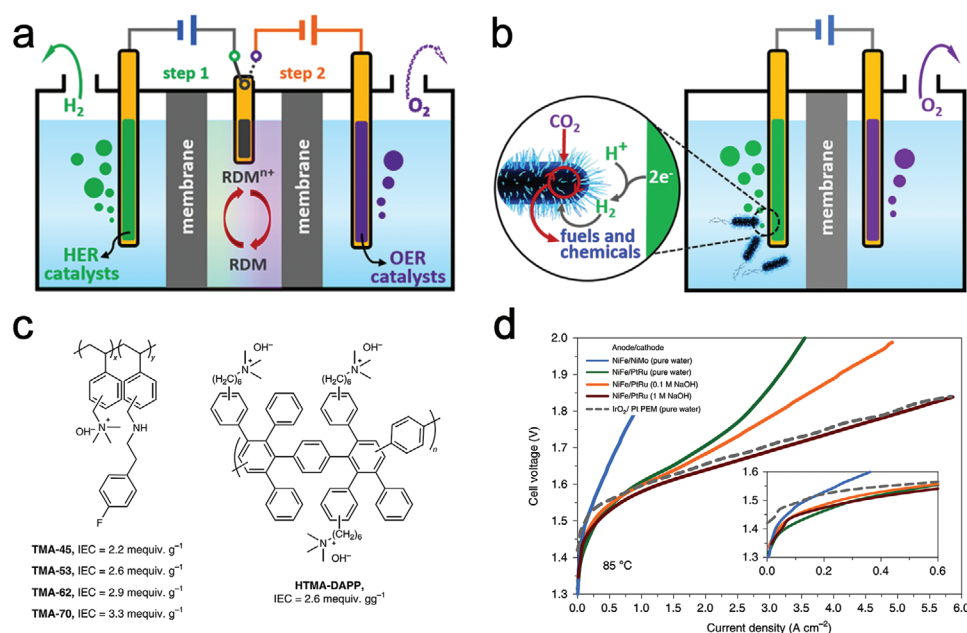 a
step 1
step 2
H₂
O₂
membrane
membrane
RDMⁿ⁺
RDM
HER
catalysts
OER
catalysts
b
CO₂
H⁺
2e⁻
H₂
fuels and
chemicals
membrane
O₂
c
x
y
OH⁻
N⁺
NH
F
TMA-45, IEC = 2.2 mequiv. g⁻¹
TMA-53, IEC = 2.6 mequiv. g⁻¹
TMA-62, IEC = 2.9 mequiv. g⁻¹
TMA-70, IEC = 3.3 mequiv. g⁻¹
OH⁻
N⁺
(H₂C)₆
OH⁻
N⁺
(H₂C)₆
n
(CH₂)₆
N⁺
OH⁻
HTMA-DAPP,
IEC = 2.6 mequiv. gg⁻¹
d
Cell voltage (V)
2.0
1.9
1.8
1.7
1.6
1.5
1.4
1.3
Anode/cathode
NiFe/NiMo (pure water)
NiFe/PtRu (pure water)
NiFe/PtRu (0.1 M NaOH)
NiFe/PtRu (1 M NaOH)
IrO₂/ Pt PEM (pure water)
85 °C
1.6
1.5
1.4
1.3
0.0 0.2 0.4 0.6
0.0 0.5 1.0 1.5 2.0 2.5 3.0 3.5 4.0 4.5 5.0 5.5 6.0
Current density (A cm⁻²)